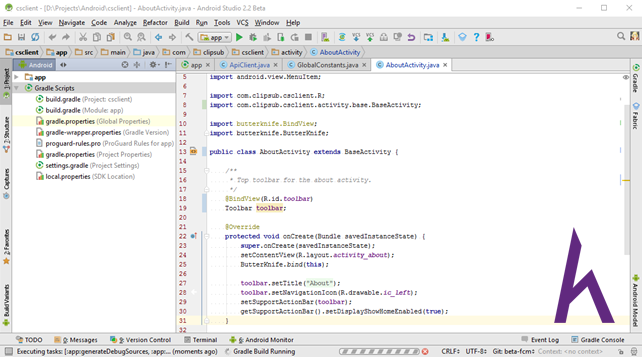 csclient - [D:\Projects\csclient] - [csclient] - AboutActivity.java - Android Studio 2.2 Beta
File Edit View Navigate Code Analyze Refactor Build Run Tools VCS Window Help
app
csclient app src main java com clipsub csclient activity AboutActivity
Android
app ApiClient.java GlobalConstants.java AboutActivity.java
1: Project
7: Structure
Captures
2: Favorites
Build Variants
app
Gradle Scripts
build.gradle (Project: csclient)
build.gradle (Module: app)
gradle.properties (Global Properties)
gradle-wrapper.properties (Gradle Version)
proguard-rules.pro (ProGuard Rules for app)
gradle.properties (Project Properties)
settings.gradle (Project Settings)
local.properties (SDK Location)
5 import android.view.MenuItem;
6
7 import com.clipsub.csclient.R;
8 import com.clipsub.csclient.activity.base.BaseActivity;
9
10 import butterknife.BindView;
11 import butterknife.ButterKnife;
12
13 public class AboutActivity extends BaseActivity {
14
15 /**
16 * Top toolbar for the about activity.
17 */
18 @BindView(R.id.toolbar)
19 Toolbar toolbar;
20
21 @Override
22 protected void onCreate(Bundle savedInstanceState) {
23 super.onCreate(savedInstanceState);
24 setContentView(R.layout.activity_about);
25 ButterKnife.bind(this);
26
27 toolbar.setTitle("About");
28 toolbar.setNavigationIcon(R.drawable.ic_left);
29 setSupportActionBar(toolbar);
30 getSupportActionBar().setDisplayShowHomeEnabled(true);
31 }
32
Gradle
Fabric
Android Model
TODO 0: Messages 9: Version Control Terminal 6: Android Monitor Event Log Gradle Console
Executing tasks: [:app:generateDebugSources, :app:... (moments ago) Gradle Build Running CRLF÷ UTF-8÷ Git: beta-fcm÷ Context: <no context>